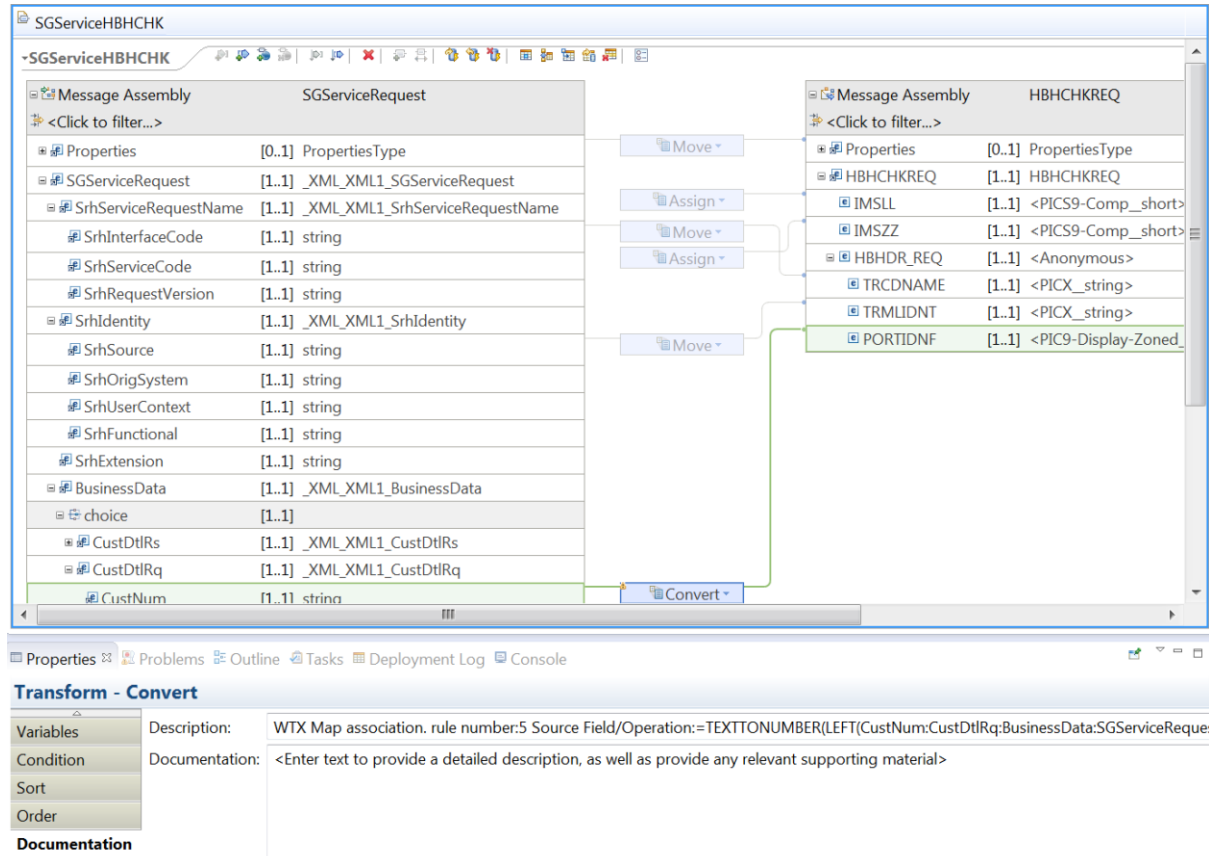 SGServiceHBHCHK
SGServiceHBHCHK
Message Assembly SGServiceRequest
<Click to filter...>
Properties [0..1] PropertiesType
SGServiceRequest [1..1] _XML_XML1_SGServiceRequest
SrhServiceRequestName [1..1] _XML_XML1_SrhServiceRequestName
SrhInterfaceCode [1..1] string
SrhServiceCode [1..1] string
SrhRequestVersion [1..1] string
SrhIdentity [1..1] _XML_XML1_SrhIdentity
SrhSource [1..1] string
SrhOrigSystem [1..1] string
SrhUserContext [1..1] string
SrhFunctional [1..1] string
SrhExtension [1..1] string
BusinessData [1..1] _XML_XML1_BusinessData
choice [1..1]
CustDtlRs [1..1] _XML_XML1_CustDtlRs
CustDtlRq [1..1] _XML_XML1_CustDtlRq
CustNum [1..1] string
Move
Assign
Move
Assign
Move
Convert
Message Assembly HBHCHKREQ
<Click to filter...>
Properties [0..1] PropertiesType
HBHCHKREQ [1..1] HBHCHKREQ
IMSLL [1..1] <PICS9-Comp__short>
IMSZZ [1..1] <PICS9-Comp__short>
HBHDR_REQ [1..1] <Anonymous>
TRCDNAME [1..1] <PICX__string>
TRMLIDNT [1..1] <PICX__string>
PORTIDNF [1..1] <PIC9-Display-Zoned_
Properties Problems Outline Tasks Deployment Log Console
Transform - Convert
Variables
Condition
Sort
Order
Documentation
Description: WTX Map association. rule number:5 Source Field/Operation:=TEXTTONUMBER(LEFT(CustNum:CustDtlRq:BusinessData:SGServiceReques
Documentation: <Enter text to provide a detailed description, as well as provide any relevant supporting material>